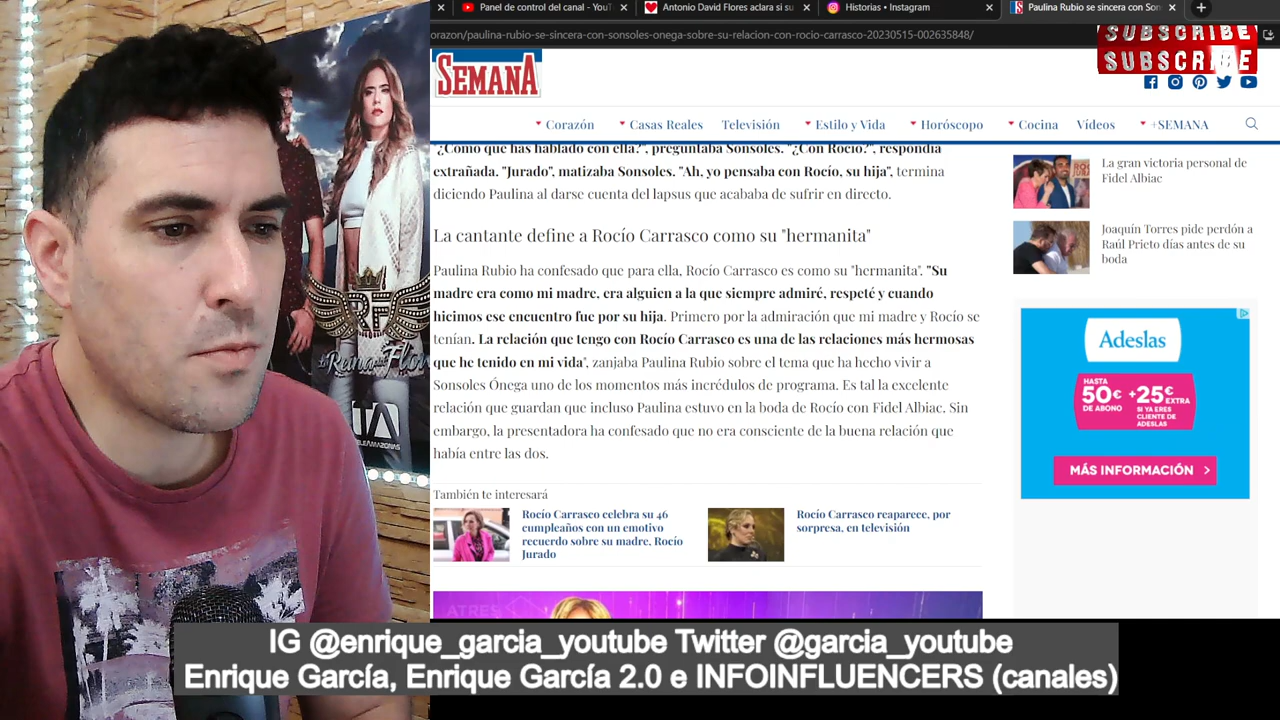 Panel de control del canal - YouT
Antonio David Flores aclara si su
Historias • Instagram
Paulina Rubio se sincera con Son
orazon/paulina-rubio-se-sincera-con-sonsoles-onega-sobre-su-relacion-con-rocio-carrasco-20230515-002635848/
SUBSCRIBE
SUBSCRIBE
SEMANA
Corazón
Casas Reales
Televisión
Estilo y Vida
Horóscopo
Cocina
Vídeos
+SEMANA
"¿Cómo que has hablado con ella?", preguntaba Sonsoles. "¿Con Rocío?", respondía
extrañada. "Jurado", matizaba Sonsoles. "Ah, yo pensaba con Rocío, su hija", termina
diciendo Paulina al darse cuenta del lapsus que acababa de sufrir en directo.
La cantante define a Rocío Carrasco como su "hermanita"
Paulina Rubio ha confesado que para ella, Rocío Carrasco es como su "hermanita". "Su
madre era como mi madre, era alguien a la que siempre admiré, respeté y cuando
hicimos ese encuentro fue por su hija. Primero por la admiración que mi madre y Rocío se
tenían. La relación que tengo con Rocío Carrasco es una de las relaciones más hermosas
que he tenido en mi vida", zanjaba Paulina Rubio sobre el tema que ha hecho vivir a
Sonsoles Ónega uno de los momentos más incrédulos de programa. Es tal la excelente
relación que guardan que incluso Paulina estuvo en la boda de Rocío con Fidel Albiac. Sin
embargo, la presentadora ha confesado que no era consciente de la buena relación que
había entre las dos.
También te interesará
Rocío Carrasco celebra su 46
cumpleaños con un emotivo
recuerdo sobre su madre, Rocío
Jurado
Rocío Carrasco reaparece, por
sorpresa, en televisión
ATRES
La gran victoria personal de
Fidel Albiac
Joaquín Torres pide perdón a
Raúl Prieto días antes de su
boda
Adeslas
HASTA
50€
DE ABONO
+25€
EXTRA
SI YA ERES
CLIENTE DE
ADESLAS
MÁS INFORMACIÓN
RF
La Reina del Flow
TELEAMAZONAS
IG @enrique_garcia_youtube Twitter @garcia_youtube
Enrique García, Enrique García 2.0 e INFOINFLUENCERS (canales)